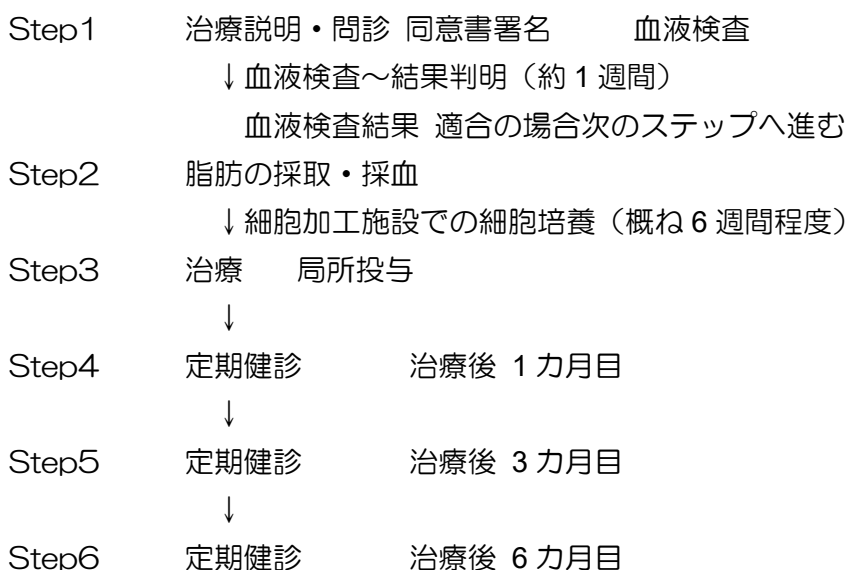 Step1 治療説明・問診 同意書署名 血液検査
↓血液検査～結果判明（約1週間）
血液検査結果 適合の場合次のステップへ進む
Step2 脂肪の採取・採血
↓細胞加工施設での細胞培養（概ね6週間程度）
Step3 治療 局所投与
↓
Step4 定期健診 治療後 1カ月目
↓
Step5 定期健診 治療後 3カ月目
↓
Step6 定期健診 治療後 6カ月目